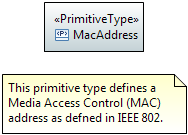 «PrimitiveType»
<P> MacAddress
This primitive type defines a
Media Access Control (MAC)
address as defned in IEEE 802.